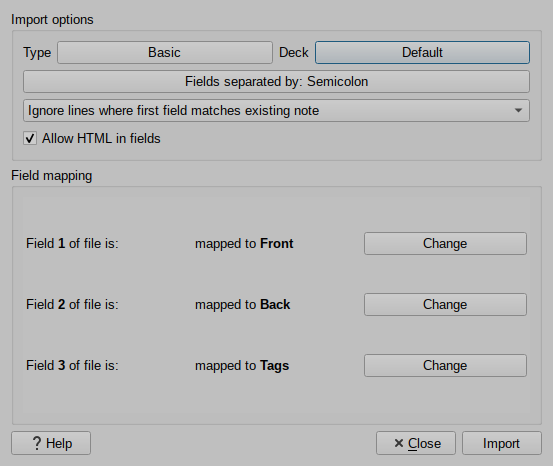 Import options
Type Basic Deck Default
Fields separated by: Semicolon
Ignore lines where first field matches existing note
Allow HTML in fields
Field mapping
Field 1 of file is: mapped to Front Change
Field 2 of file is: mapped to Back Change
Field 3 of file is: mapped to Tags Change
? Help × Close Import